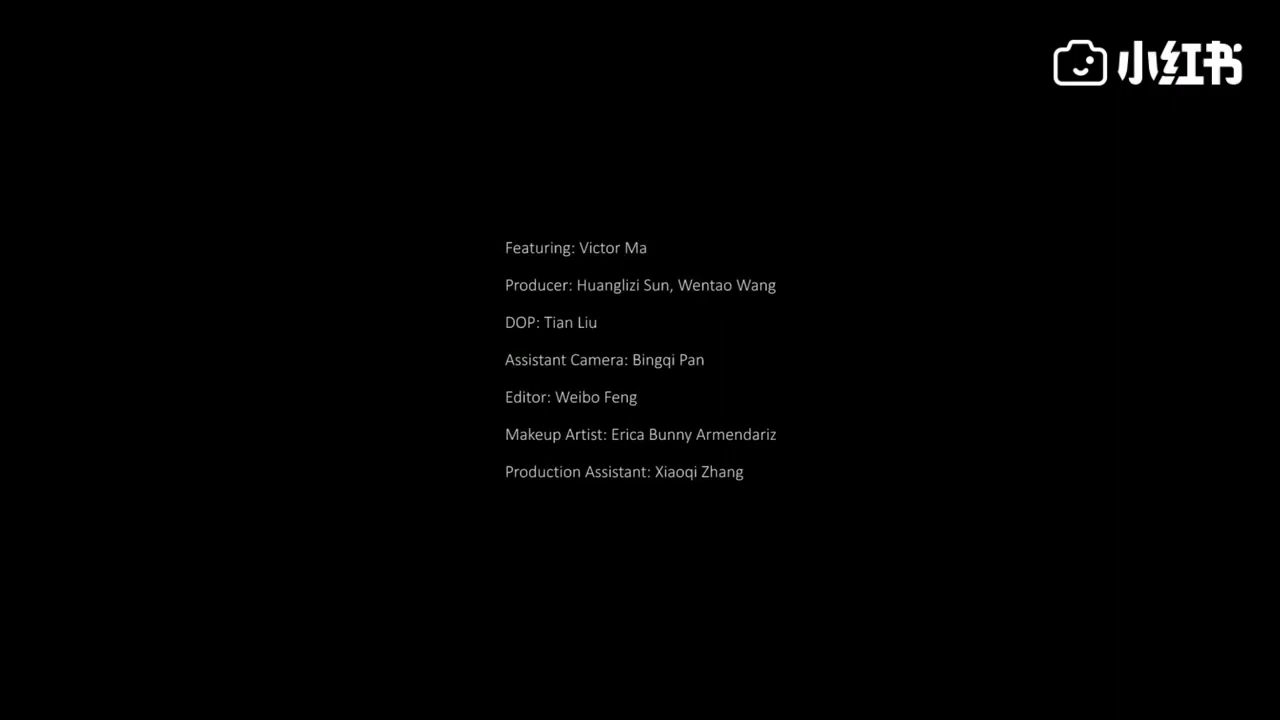 小红书
Featuring: Victor Ma
Producer: Huanglizi Sun, Wentao Wang
DOP: Tian Liu
Assistant Camera: Bingqi Pan
Editor: Weibo Feng
Makeup Artist: Erica Bunny Armendariz
Production Assistant: Xiaoqi Zhang